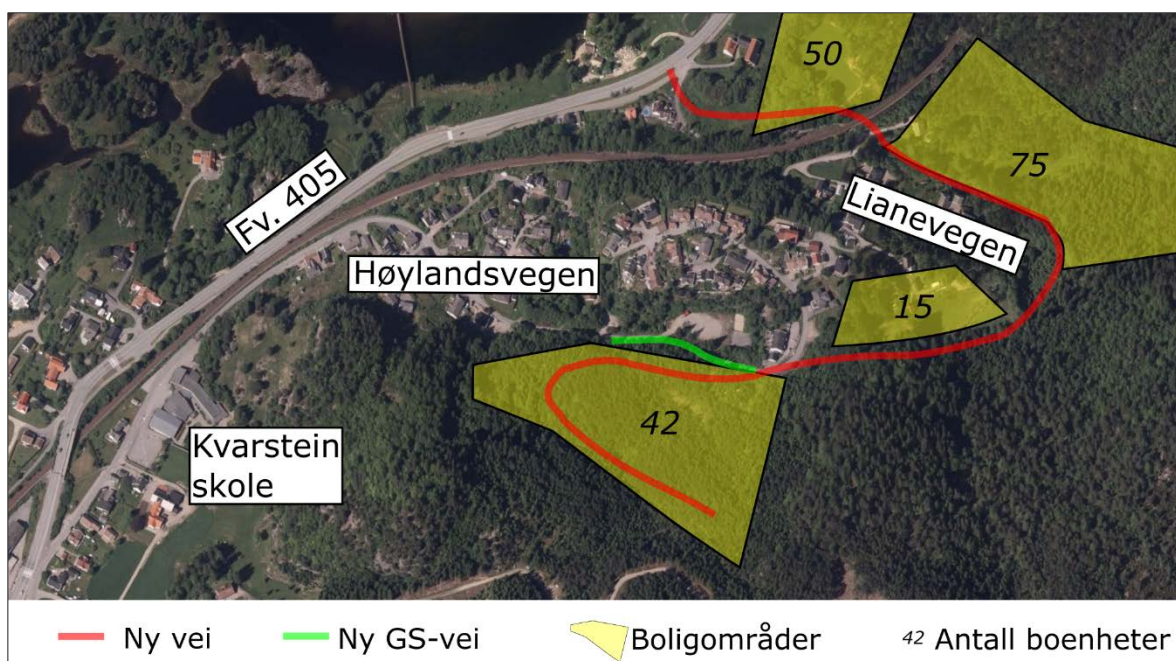 50
75
Fv. 405
Lianevegen
Høylandsvegen
15
42
Kvarstein
skole
Ny vei
Ny GS-vei
Boligområder
42 Antall boenheter